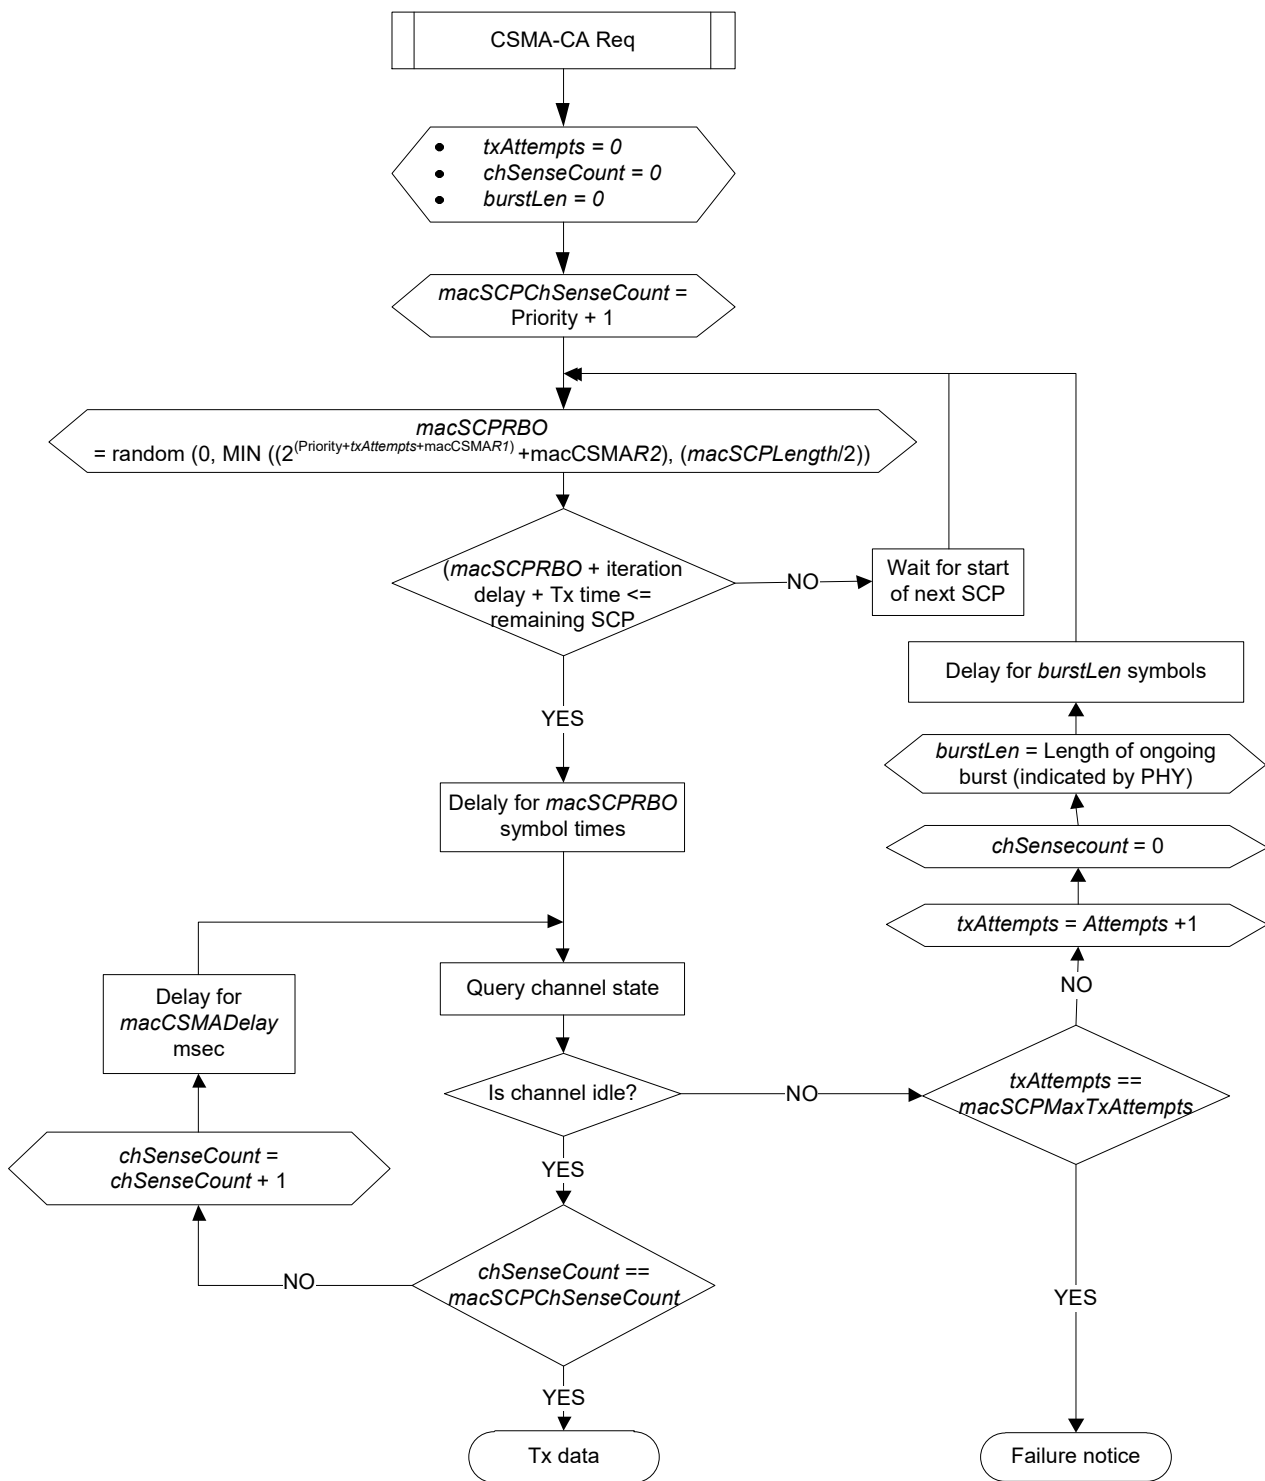 CSMA-CA Req
• txAttempts = 0
• chSenseCount = 0
• burstLen = 0
macSCPChSenseCount =
Priority + 1
macSCPRBO
= random (0, MIN ((2^(Priority+txAttempts+macCSMAR1) +macCSMAR2), (macSCPLength/2))
(macSCPRBO + iteration
delay + Tx time <=
remaining SCP
NO
Wait for start
of next SCP
YES
Delay for burstLen symbols
burstLen = Length of ongoing
burst (indicated by PHY)
chSensecount = 0
txAttempts = Attempts +1
NO
Delaly for macSCPRBO
symbol times
Query channel state
Delay for
macCSMADelay
msec
Is channel idle?
NO
txAttempts ==
macSCPMaxTxAttempts
YES
chSenseCount =
chSenseCount + 1
NO
chSenseCount ==
macSCPChSenseCount
YES
YES
Tx data
Failure notice